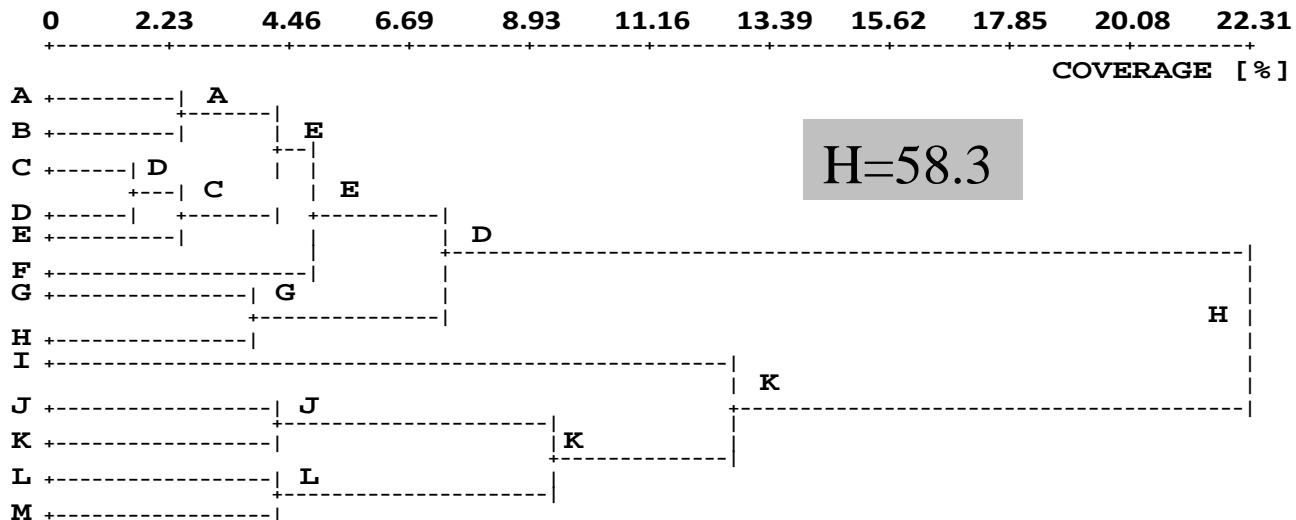 0 2.23 4.46 6.69 8.93 11.16 13.39 15.62 17.85 20.08 22.31
COVERAGE [%]
A A
B E
H=58.3
C D
C E
D
D
E
F
G G
H
H
I
K
J J
K K
L L
M